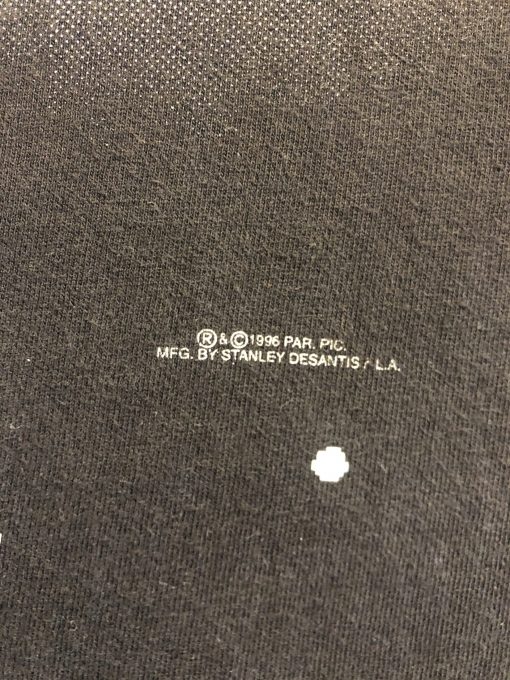 ®&©1996 PAR. PIC.
MFG. BY STANLEY DESANTIS / L.A.